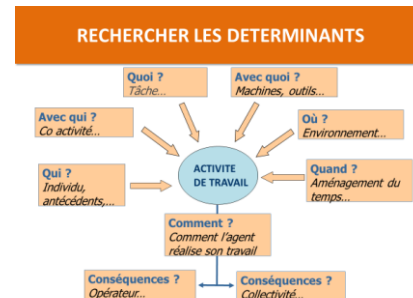 RECHERCHER LES DETERMINANTS
Quoi ?
Tâche...
Avec quoi ?
Machines, outils...
Avec qui ?
Co activité...
Où ?
Environnement...
Qui ?
Individu,
antécédents,...
ACTIVITE
DE TRAVAIL
Quand ?
Aménagement du
temps...
Comment ?
Comment l'agent
réalise son travail
Conséquences ?
Opérateur...
Conséquences ?
Collectivité...